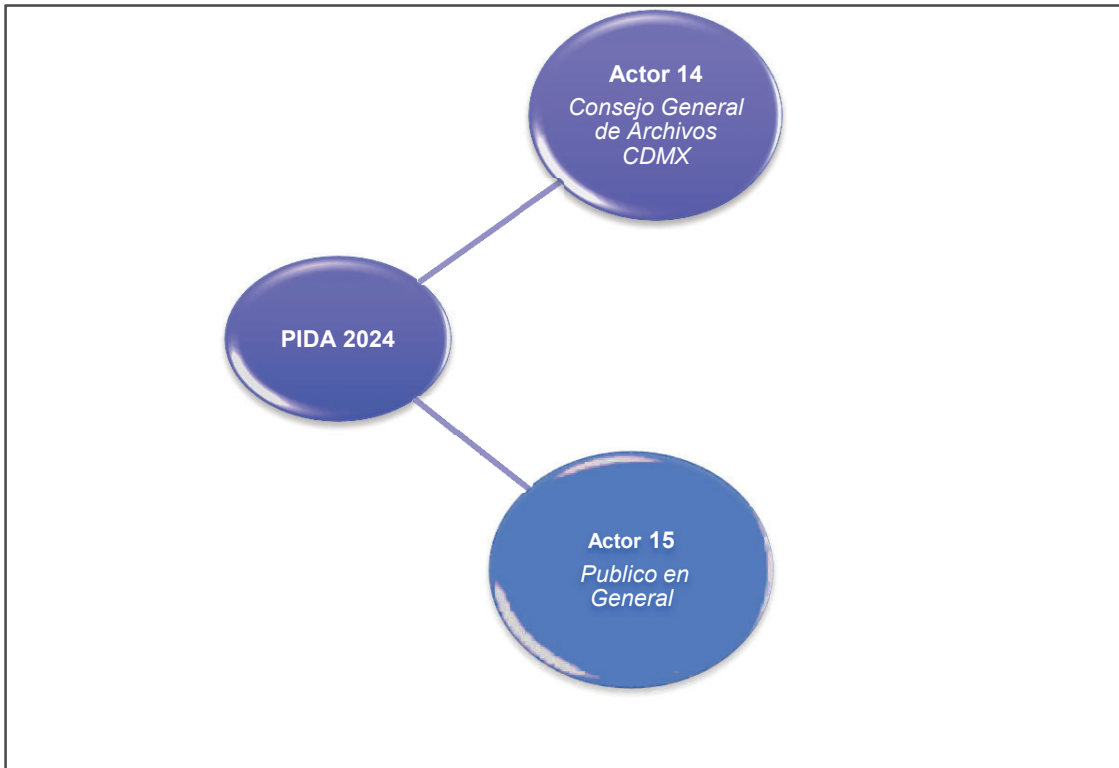 Actor 14
Consejo General
de Archivos
CDMX
PIDA 2024
Actor 15
Publico en
General